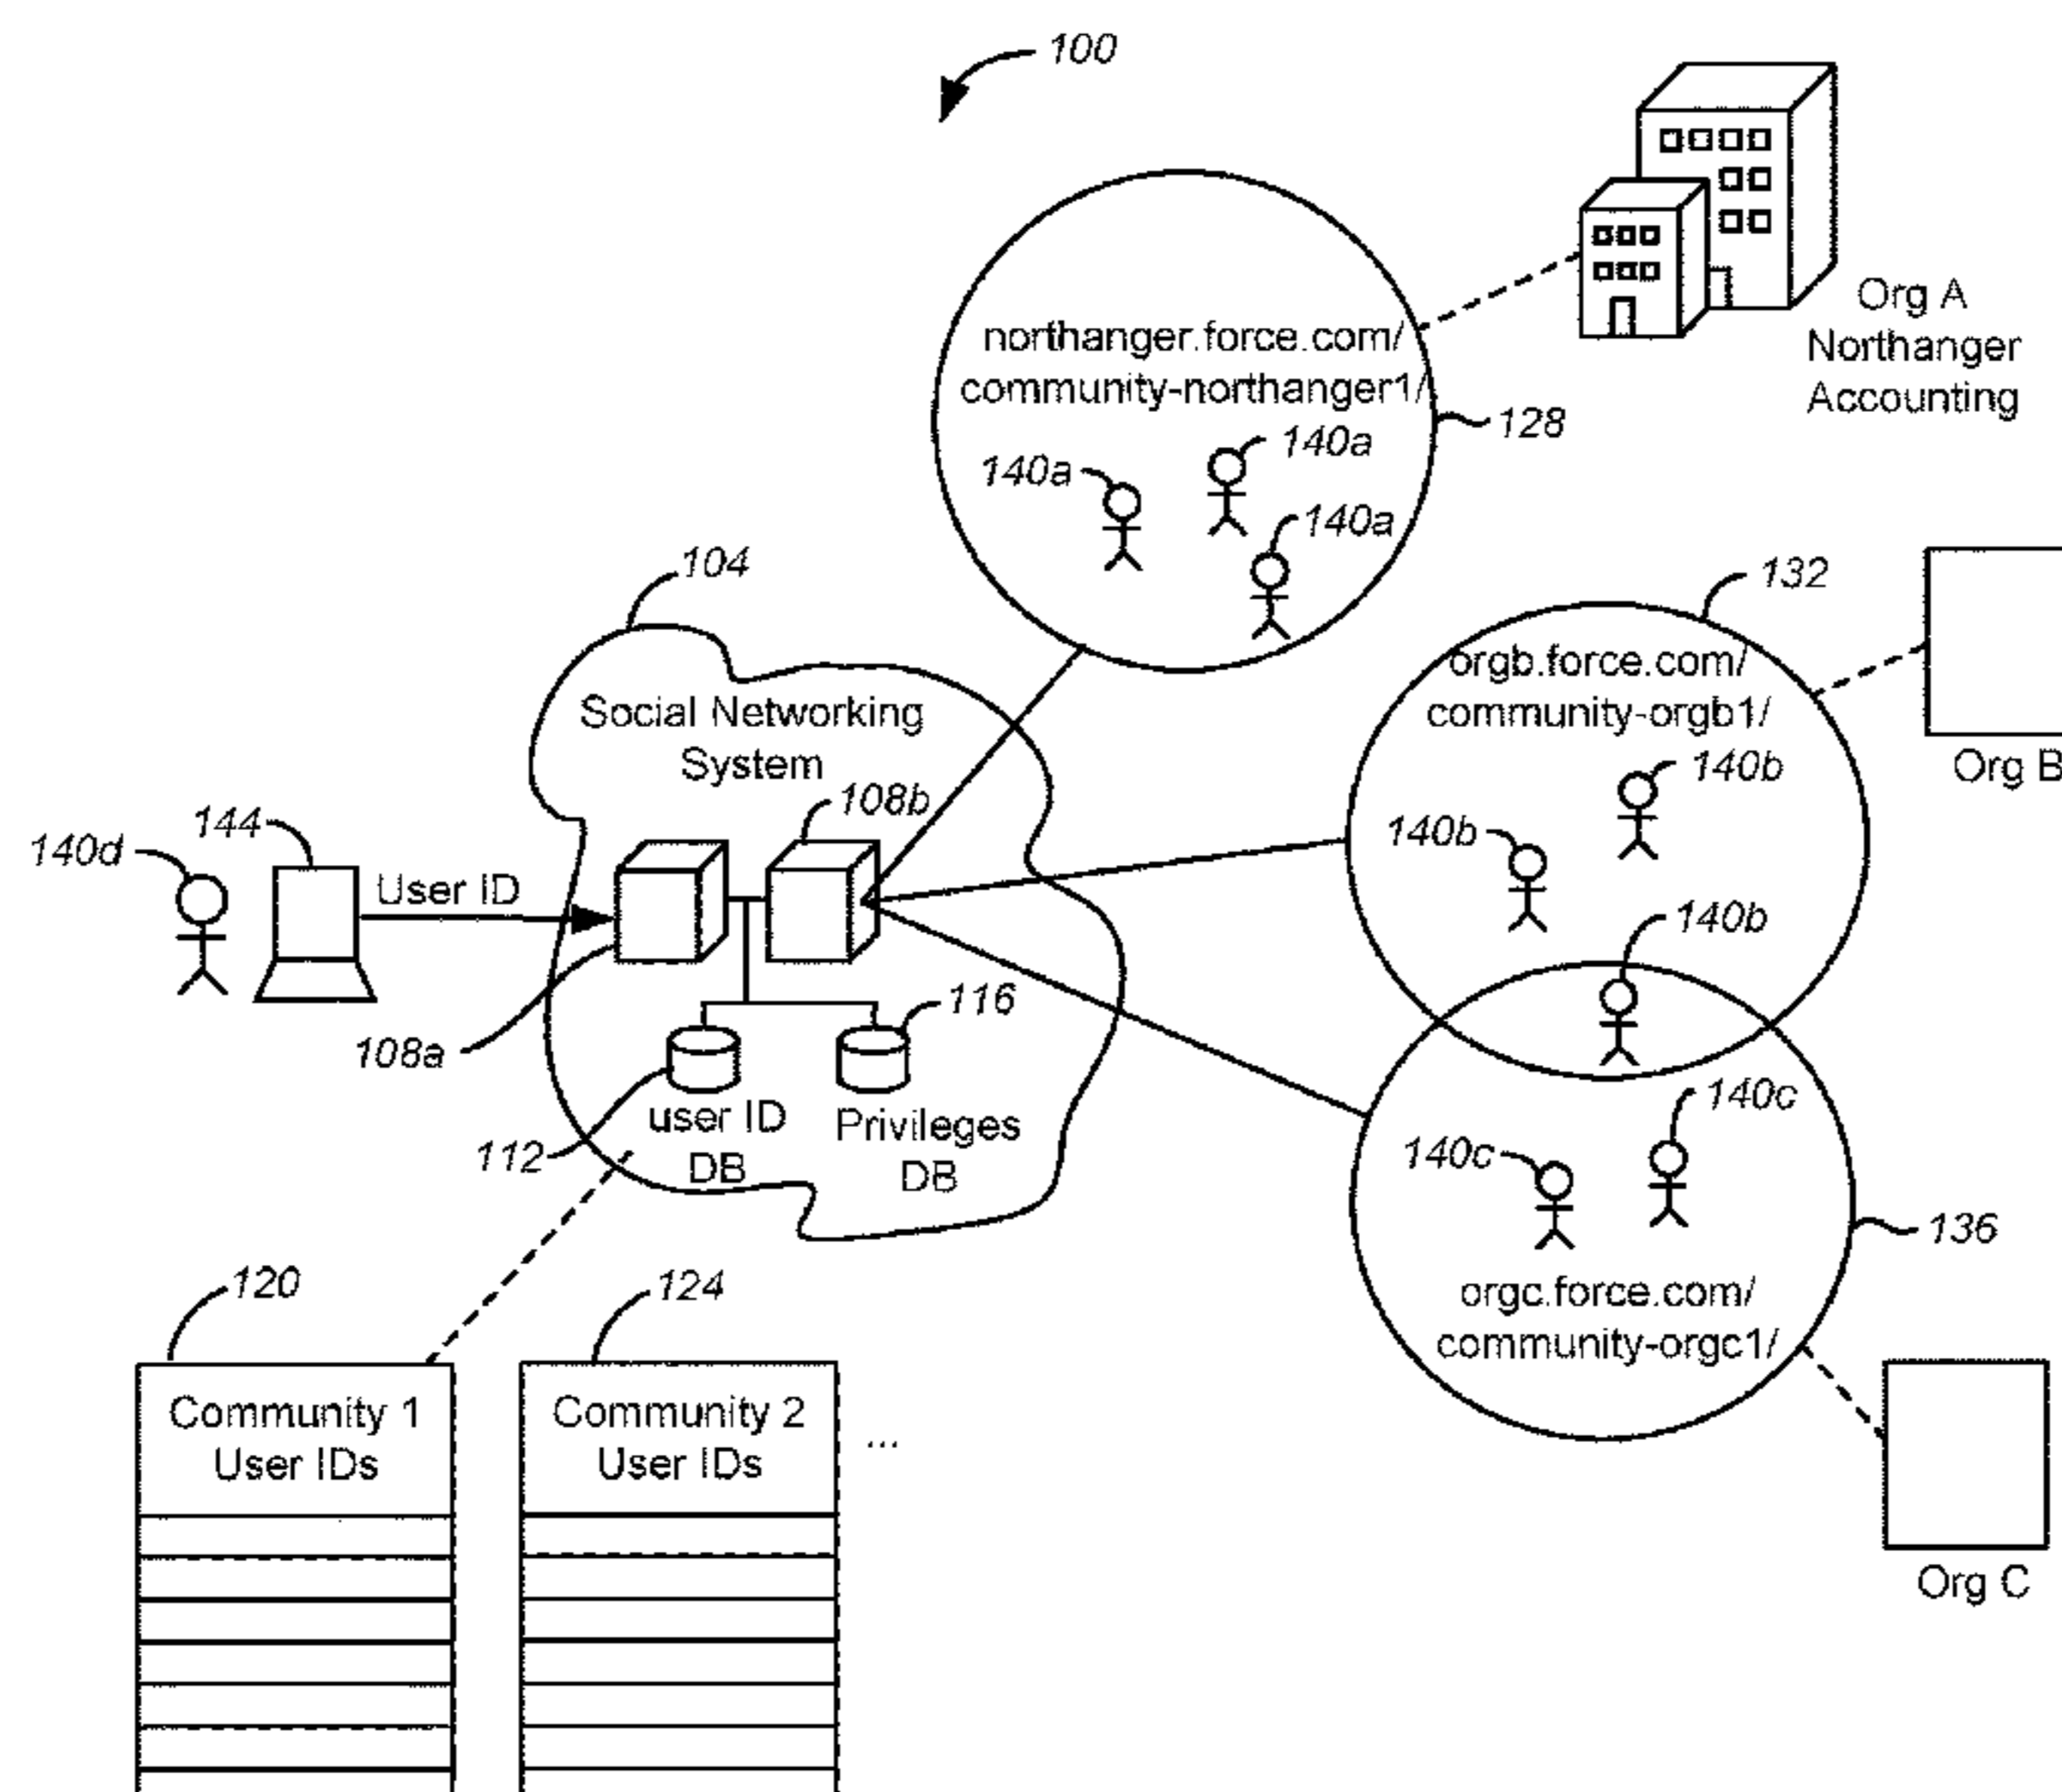 100
Org A
Northanger
Accounting
northanger.force.com/
community-northanger1/
128
140a
140a
140a
104
132
orgb.force.com/
community-orgb1/
Org B
140b
140b
140b
Social Networking
System
108b
144
140d
User ID
108a
116
112
user ID
DB
Privileges
DB
140c
140c
136
orgc.force.com/
community-orgc1/
Org C
120
124
Community 1
User IDs
Community 2
User IDs
...